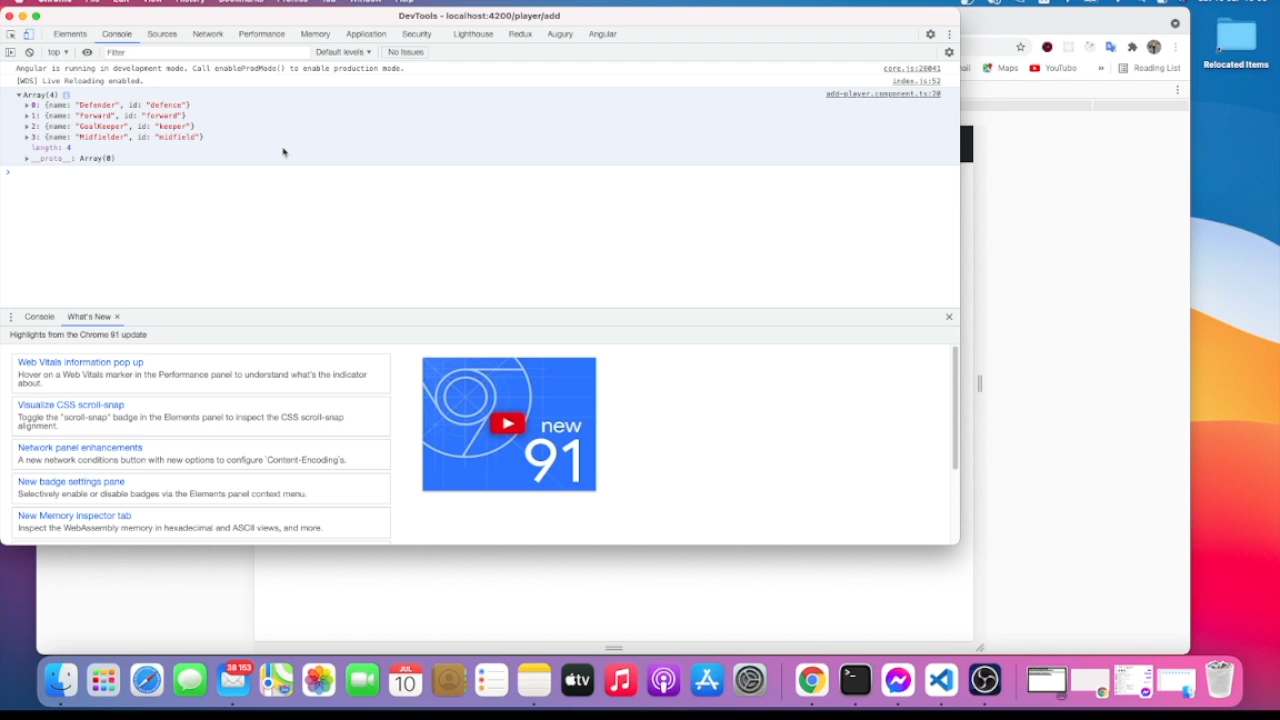 DevTools - localhost:4200/player/add
Elements Console Sources Network Performance Memory Application Security Lighthouse Redux Augury Angular
top Filter Default levels No Issues
Angular is running in development mode. Call enableProdMode() to enable production mode. core.js:28041
[WDS] Live Reloading enabled. index.js:52
Array(4) add-player.component.ts:20
0: {name: "Defender", id: "defence"}
1: {name: "Forward", id: "forward"}
2: {name: "GoalKeeper", id: "keeper"}
3: {name: "Midfielder", id: "midfield"}
length: 4
__proto__: Array(0)
Console What's New
Highlights from the Chrome 91 update
Web Vitals information pop up
Hover on a Web Vitals marker in the Performance panel to understand what's the indicator
about.
Visualize CSS scroll-snap
Toggle the "scroll-snap" badge in the Elements panel to inspect the CSS scroll-snap
alignment.
Network panel enhancements
A new network conditions button with new options to configure `Content-Encoding`s.
New badge settings pane
Selectively enable or disable badges via the Elements panel context menu.
New Memory inspector tab
Inspect the WebAssembly memory in hexadecimal and ASCII views, and more.
new
91
Maps YouTube » Reading List
Relocated Items
38 153
JUL
10
tv